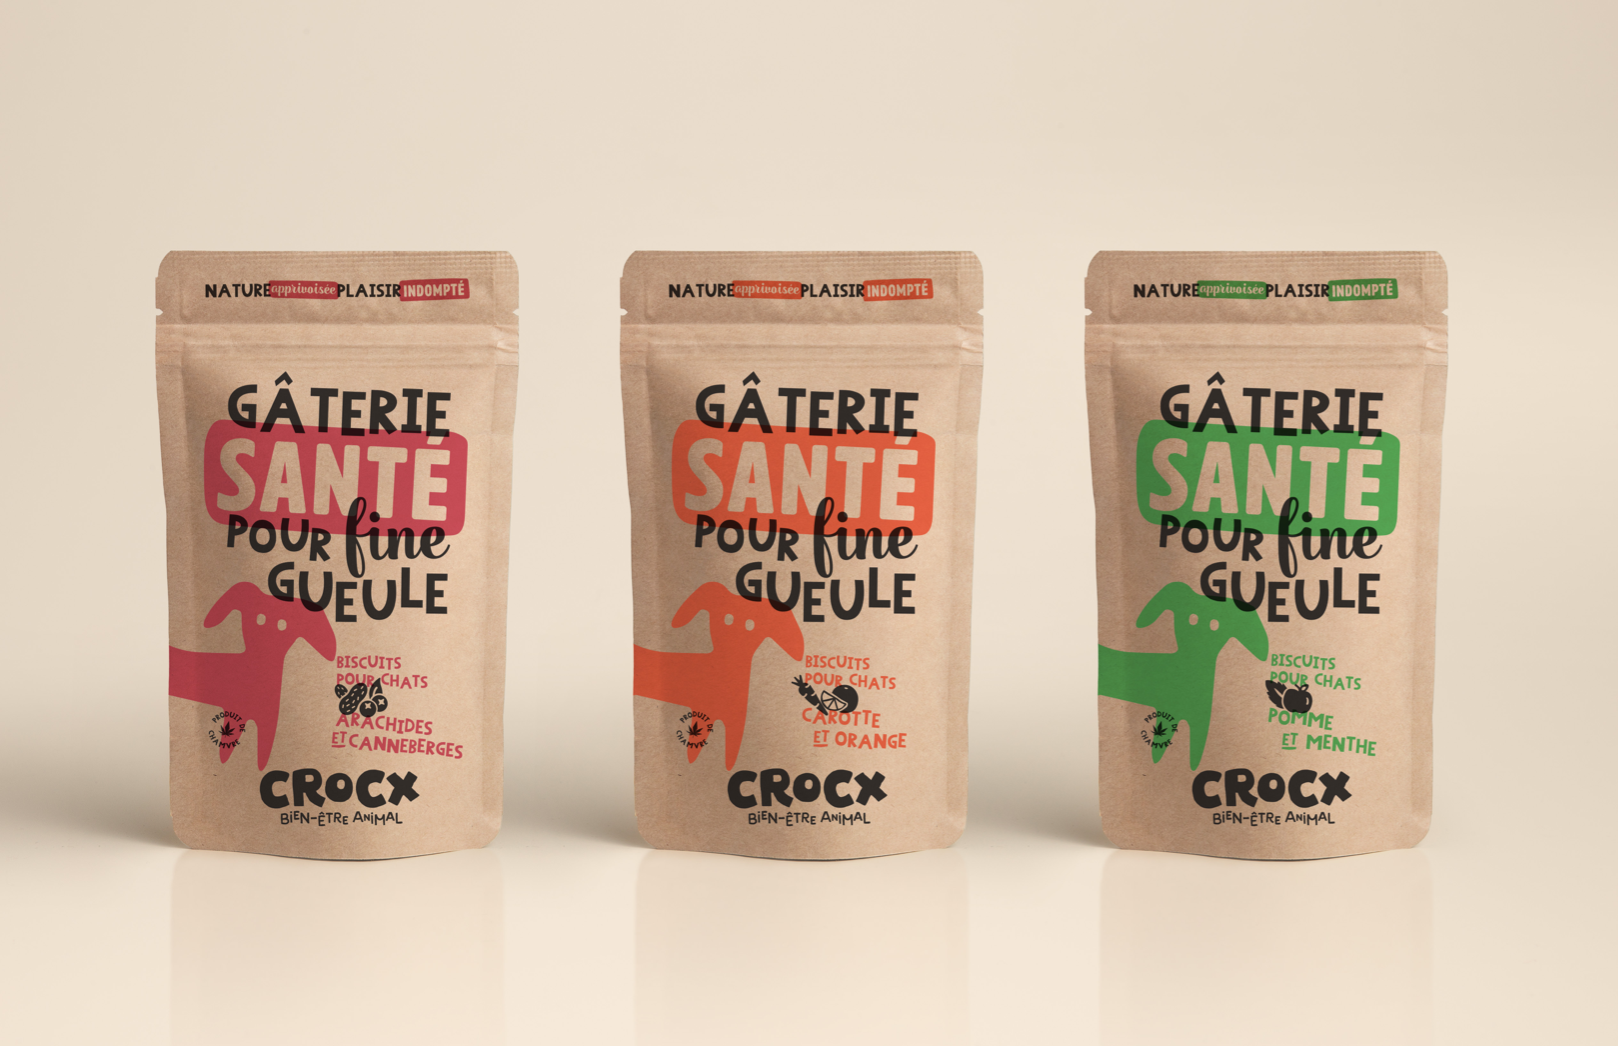 NATURE apprivoisée PLAISIR INDOMPTÉ
GÂTERIE
SANTÉ
POUR fine
GUEULE
BISCUITS
POUR CHATS
ARACHIDES
ET CANNEBERGES
PRODUIT DE CHANVRE
CROCX
BIEN-ÊTRE ANIMAL
NATURE apprivoisée PLAISIR INDOMPTÉ
GÂTERIE
SANTÉ
POUR fine
GUEULE
BISCUITS
POUR CHATS
CAROTTE
ET ORANGE
PRODUIT DE CHANVRE
CROCX
BIEN-ÊTRE ANIMAL
NATURE apprivoisée PLAISIR INDOMPTÉ
GÂTERIE
SANTÉ
POUR fine
GUEULE
BISCUITS
POUR CHATS
POMME
ET MENTHE
PRODUIT DE CHANVRE
CROCX
BIEN-ÊTRE ANIMAL